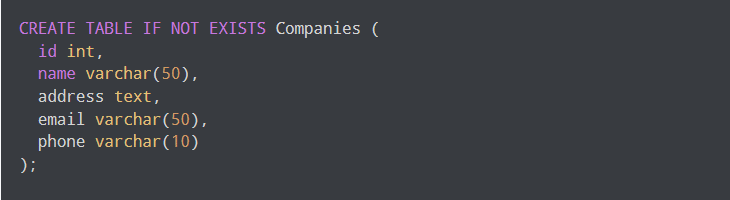 CREATE TABLE IF NOT EXISTS Companies (
  id int,
  name varchar(50),
  address text,
  email varchar(50),
  phone varchar(10)
);